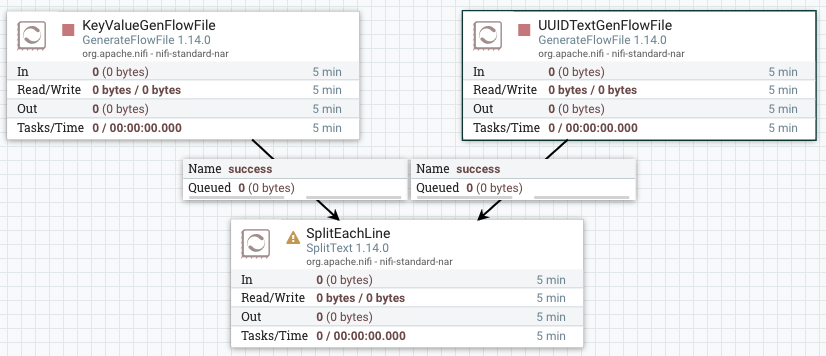 KeyValueGenFlowFile
GenerateFlowFile 1.14.0
org.apache.nifi - nifi-standard-nar
In 0 (0 bytes) 5 min
Read/Write 0 bytes / 0 bytes 5 min
Out 0 (0 bytes) 5 min
Tasks/Time 0 / 00:00:00.000 5 min
UUIDTextGenFlowFile
GenerateFlowFile 1.14.0
org.apache.nifi - nifi-standard-nar
In 0 (0 bytes) 5 min
Read/Write 0 bytes / 0 bytes 5 min
Out 0 (0 bytes) 5 min
Tasks/Time 0 / 00:00:00.000 5 min
Name success
Queued 0 (0 bytes)
Name success
Queued 0 (0 bytes)
SplitEachLine
SplitText 1.14.0
org.apache.nifi - nifi-standard-nar
In 0 (0 bytes) 5 min
Read/Write 0 bytes / 0 bytes 5 min
Out 0 (0 bytes) 5 min
Tasks/Time 0 / 00:00:00.000 5 min